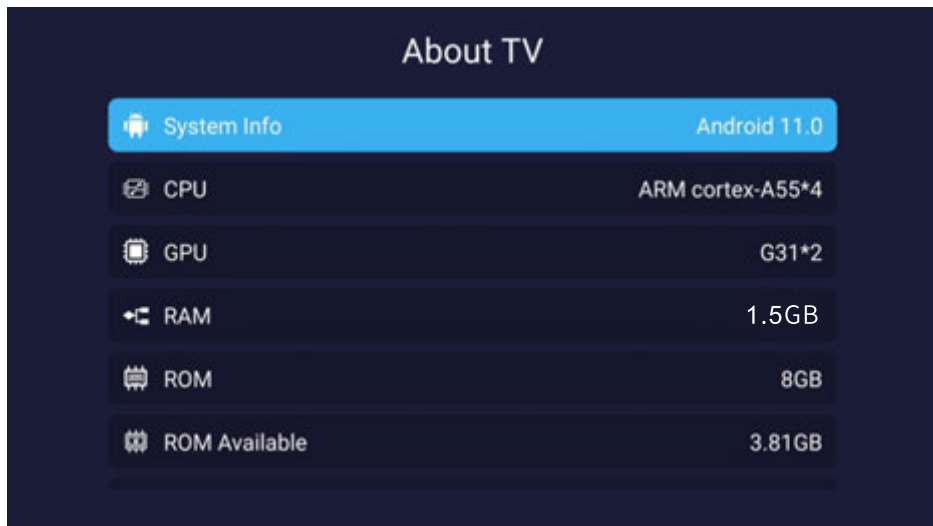 About TV
System Info Android 11.0
CPU ARM cortex-A55*4
GPU G31*2
RAM 1.5GB
ROM 8GB
ROM Available 3.81GB